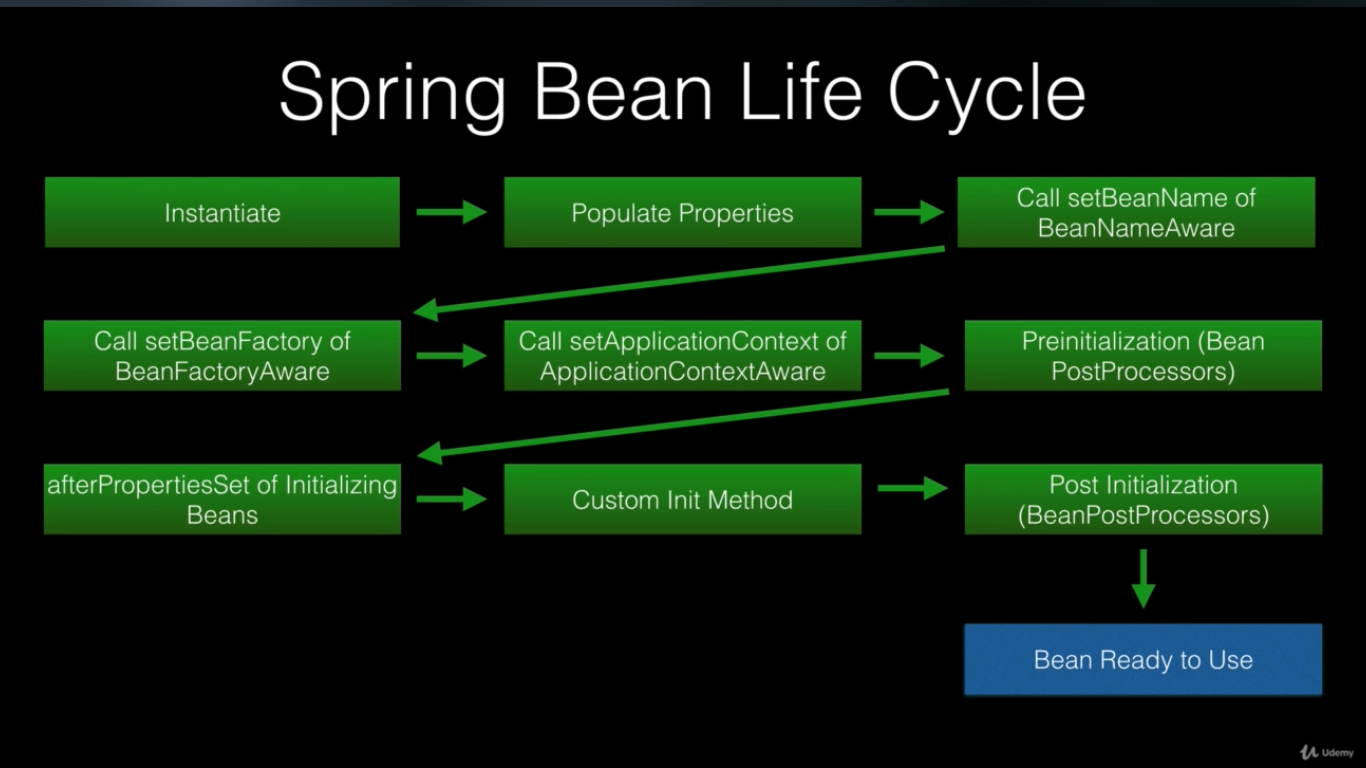 Spring Bean Life Cycle
Instantiate
Populate Properties
Call setBeanName of
BeanNameAware
Call setBeanFactory of
BeanFactoryAware
Call setApplicationContext of
ApplicationContextAware
Preinitialization (Bean
PostProcessors)
afterPropertiesSet of Initializing
Beans
Custom Init Method
Post Initialization
(BeanPostProcessors)
Bean Ready to Use
Udemy